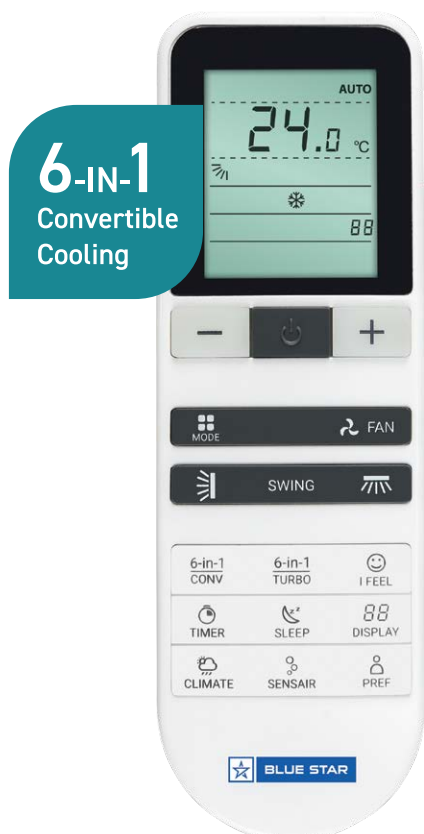 6-IN-1
Convertible
Cooling
AUTO
24.0 °C
88
− +
MODE
FAN
SWING
6-in-1
CONV
6-in-1
TURBO
I FEEL
TIMER
z z
SLEEP
88
DISPLAY
CLIMATE
SENSAIR
PREF
BLUE STAR